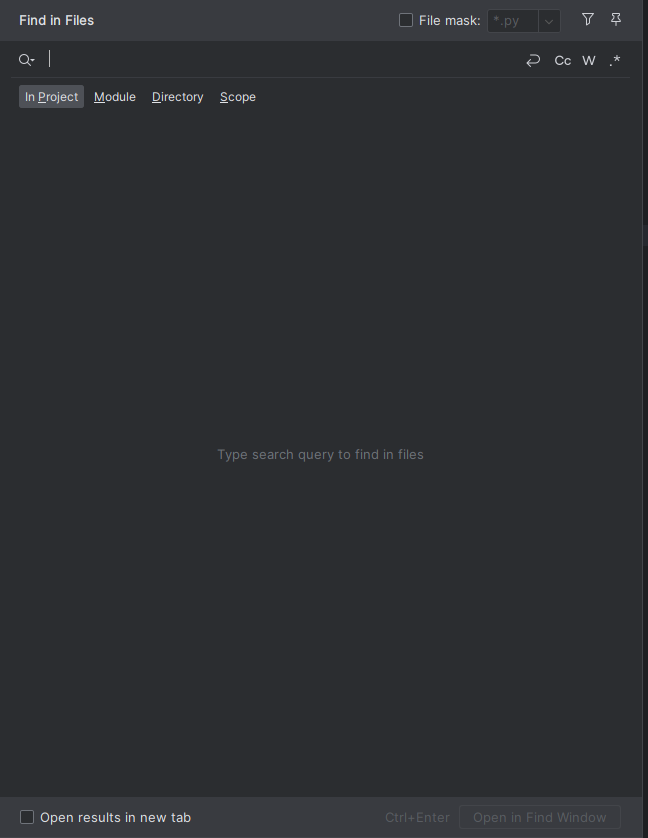 Find in Files File mask: *.py
Cc W .*
In Project Module Directory Scope
Type search query to find in files
Open results in new tab Ctrl+Enter Open in Find Window